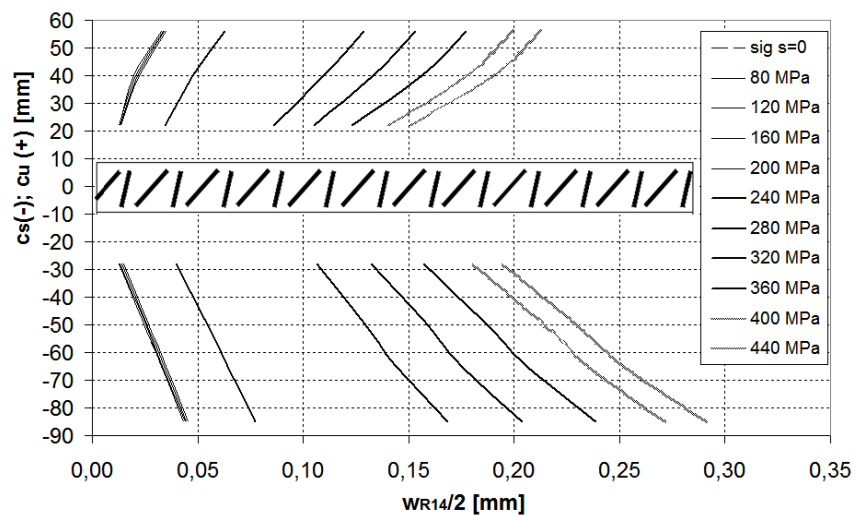 60
50
40
30
20
10
0
-10
-20
-30
-40
-50
-60
-70
-80
-90
cs(-); cu (+) [mm]
0,00 0,05 0,10 0,15 0,20 0,25 0,30 0,35
wR14/2 [mm]
sig s=0
80 MPa
120 MPa
160 MPa
200 MPa
240 MPa
280 MPa
320 MPa
360 MPa
400 MPa
440 MPa